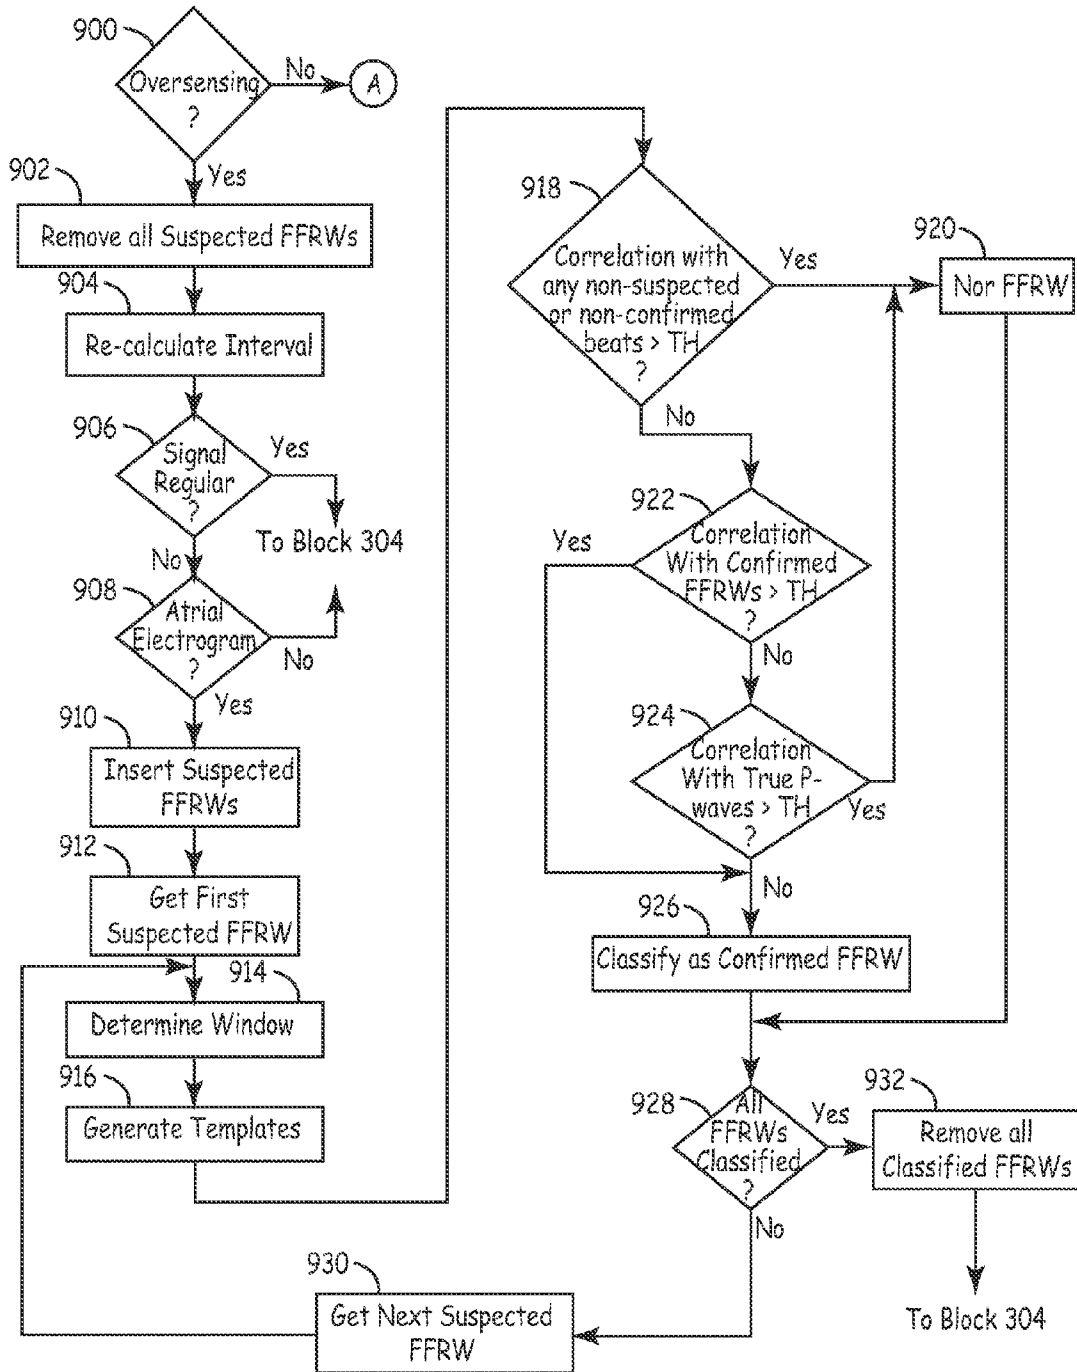 900
Oversensing
?
No
A
Yes
902
Remove all Suspected FFRWs
904
Re-calculate Interval
906
Signal
Regular
?
Yes
To Block 304
No
908
Atrial
Electrogram
?
No
Yes
910
Insert Suspected
FFRWs
912
Get First
Suspected FFRW
914
Determine Window
916
Generate Templates
918
Correlation with
any non-suspected
or non-confirmed
beats > TH
?
Yes
920
Nor FFRW
No
922
Correlation
With Confirmed
FFRWs > TH
?
Yes
No
924
Correlation
With True P-
waves > TH
?
Yes
No
926
Classify as Confirmed FFRW
928
All
FFRWs
Classified
?
Yes
932
Remove all
Classified FFRWs
No
930
Get Next Suspected
FFRW
To Block 304